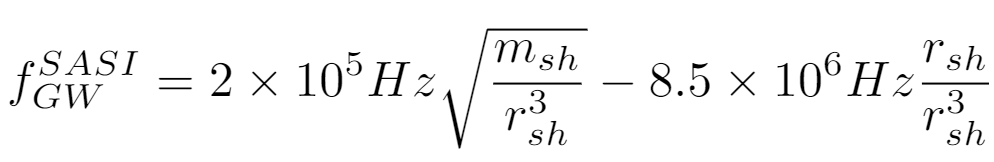 f_{GW}^{SASI} = 2 × 10^5 Hz √(m_{sh} / r_{sh}^3) − 8.5 × 10^6 Hz r_{sh} / r_{sh}^3